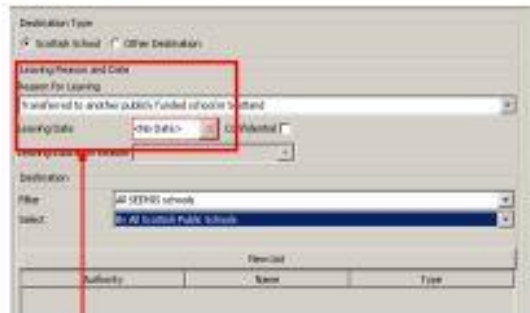 Destination Type
Scottish School Other Destination
Leaving Reason and Date
Reason for Leaving
Transferred to another publicly funded school in Scotland
Leaving Date <No Date> Confidential
Destination
Filter All SEEMIS schools
Select By All Scottish Public Schools
View List
Authority Name Type